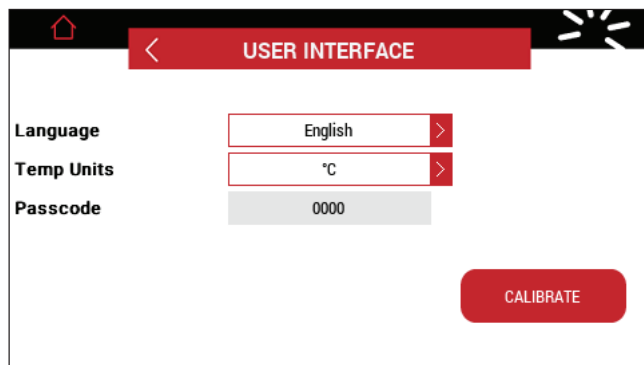 USER INTERFACE
Language English
Temp Units °C
Passcode 0000
CALIBRATE